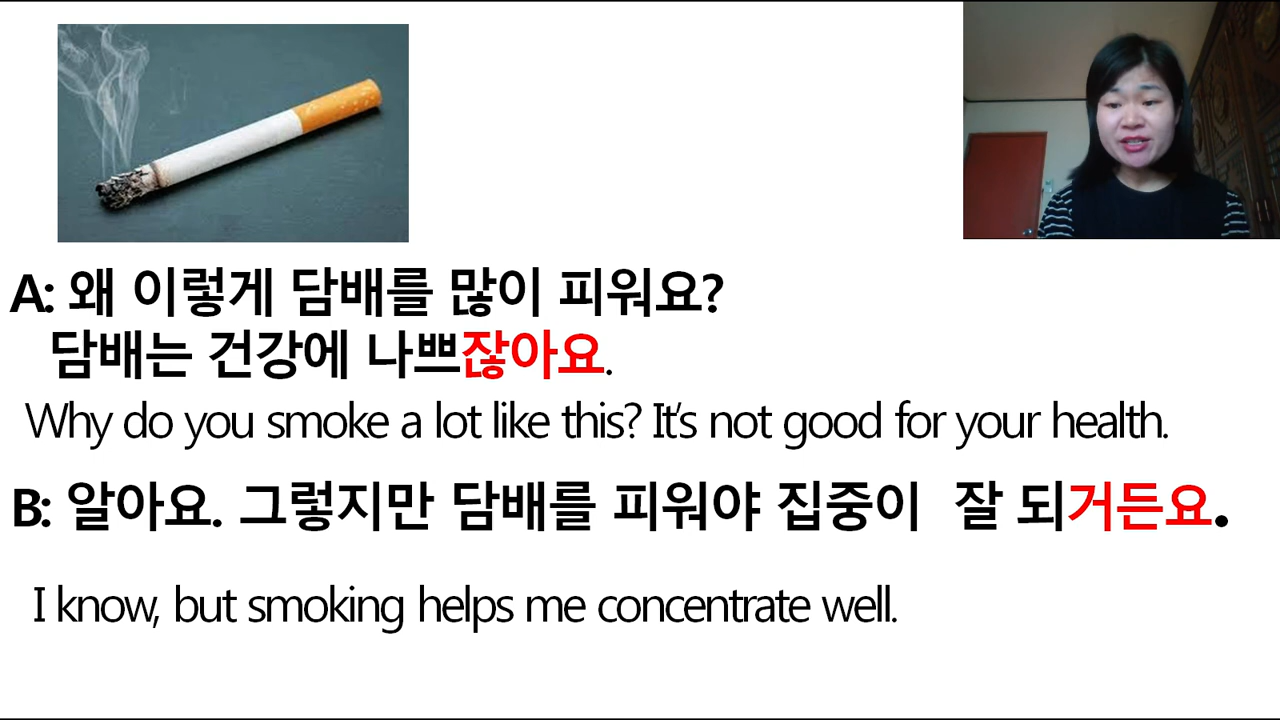 A: 왜 이렇게 담배를 많이 피워요?
담배는 건강에 나쁘잖아요.
Why do you smoke a lot like this? It's not good for your health.
B: 알아요. 그렇지만 담배를 피워야 집중이 잘 되거든요.
I know, but smoking helps me concentrate well.